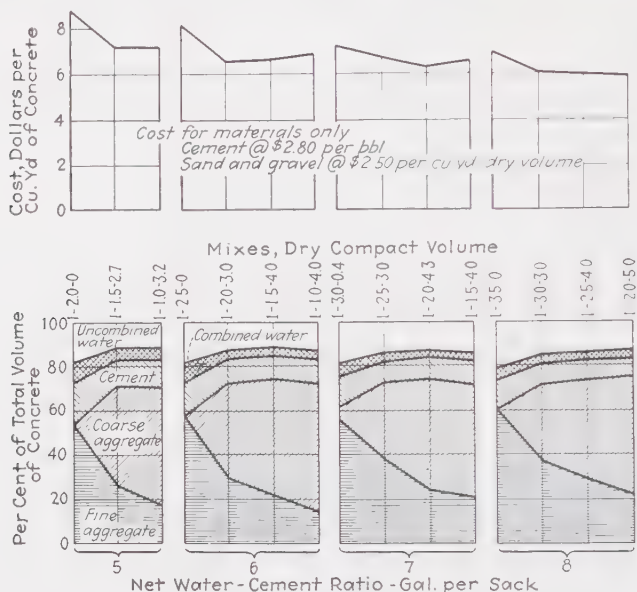 Cost, Dollars per
Cu. Yd of Concrete
8
6
4
2
0
Cost for materials only
Cement @ $2.80 per bbl
Sand and gravel @ $2.50 per cu yd dry volume
Mixes, Dry Compact Volume
1-2.0-0
1-1.5-2.7
1-1.0-3.2
1-2.5-0
1-2.0-3.0
1-1.5-4.0
1-1.0-4.0
1-3.0-0.4
1-2.5-3.0
1-2.0-4.3
1-1.5-4.0
1-3.5-0
1-3.0-3.0
1-2.5-4.0
1-2.0-5.0
Per Cent of Total Volume
of Concrete
100
80
60
40
20
0
Uncombined
water
Combined water
Cement
Coarse
aggregate
Fine
aggregate
5
6
7
8
Net Water-Cement Ratio-Gal. per Sack